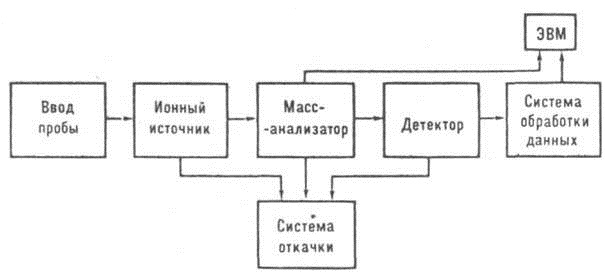 ЭВМ
Ввод
пробы
Ионный
источник
Масс-
-анализатор
Детектор
Система
обработки
данных
Система
откачки